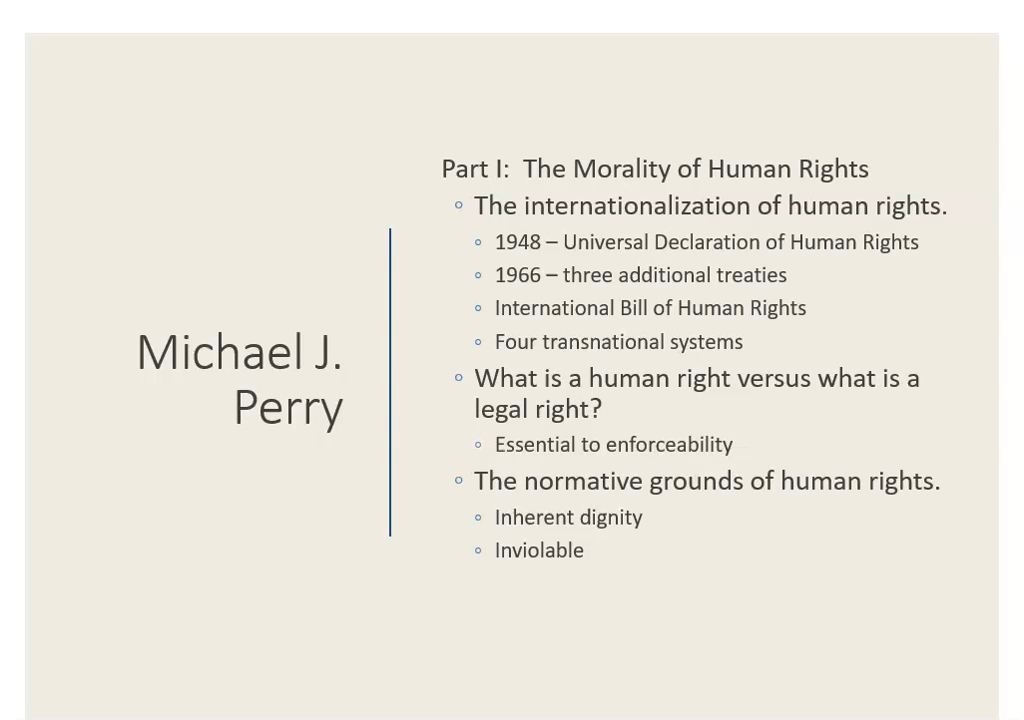 Michael J.
Perry
Part I:  The Morality of Human Rights
◦ The internationalization of human rights.
◦ 1948 – Universal Declaration of Human Rights
◦ 1966 – three additional treaties
◦ International Bill of Human Rights
◦ Four transnational systems
◦ What is a human right versus what is a
legal right?
◦ Essential to enforceability
◦ The normative grounds of human rights.
◦ Inherent dignity
◦ Inviolable